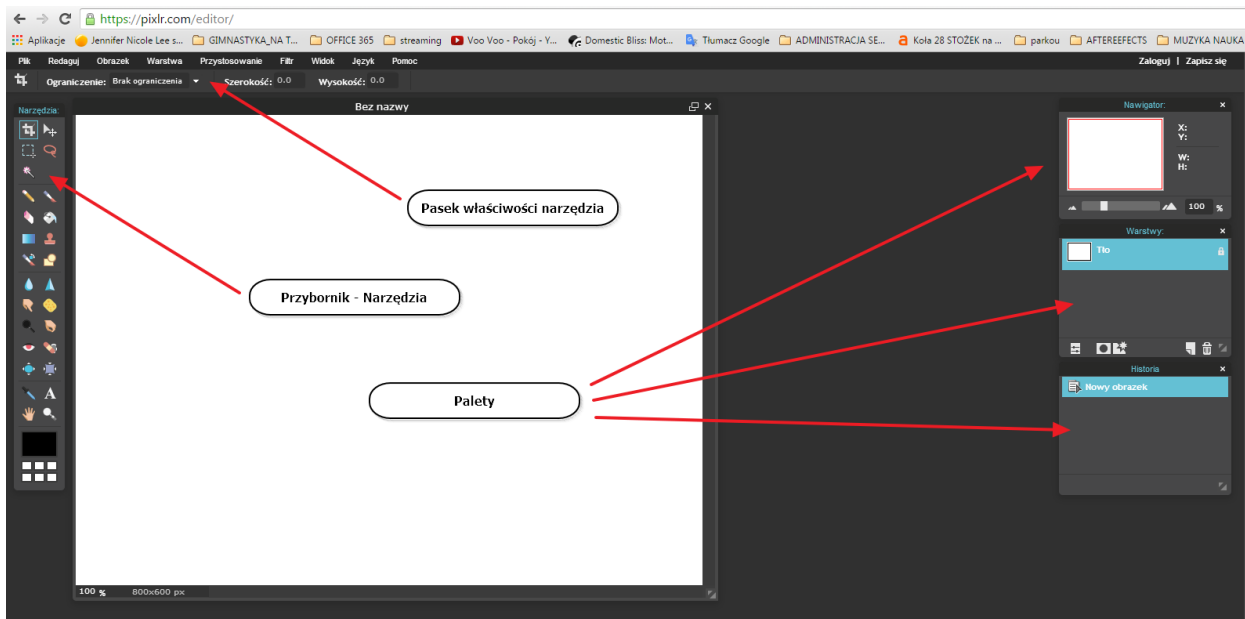 https://pixlr.com/editor/
Aplikacje Jennifer Nicole Lee s... GIMNASTYKA_NA T... OFFICE 365 streaming Voo Voo - Pokój - Y... Domestic Bliss: Mot... Tłumacz Google ADMINISTRACJA SE... Koła 28 STOŻEK na ... parkou AFTEREEFECTS MUZYKA NAUKA
Plik Redaguj Obrazek Warstwa Przystosowanie Filtr Widok Język Pomoc Zaloguj | Zapisz się
Ograniczenie: Brak ograniczenia Szerokość: 0.0 Wysokość: 0.0
Narzędzia:
Bez nazwy
Nawigator:
X:
Y:
W:
H:
100 %
Pasek właściwości narzędzia
Warstwy:
Tło
Przybornik - Narzędzia
Historia
Nowy obrazek
Palety
A
100 % 800x600 px